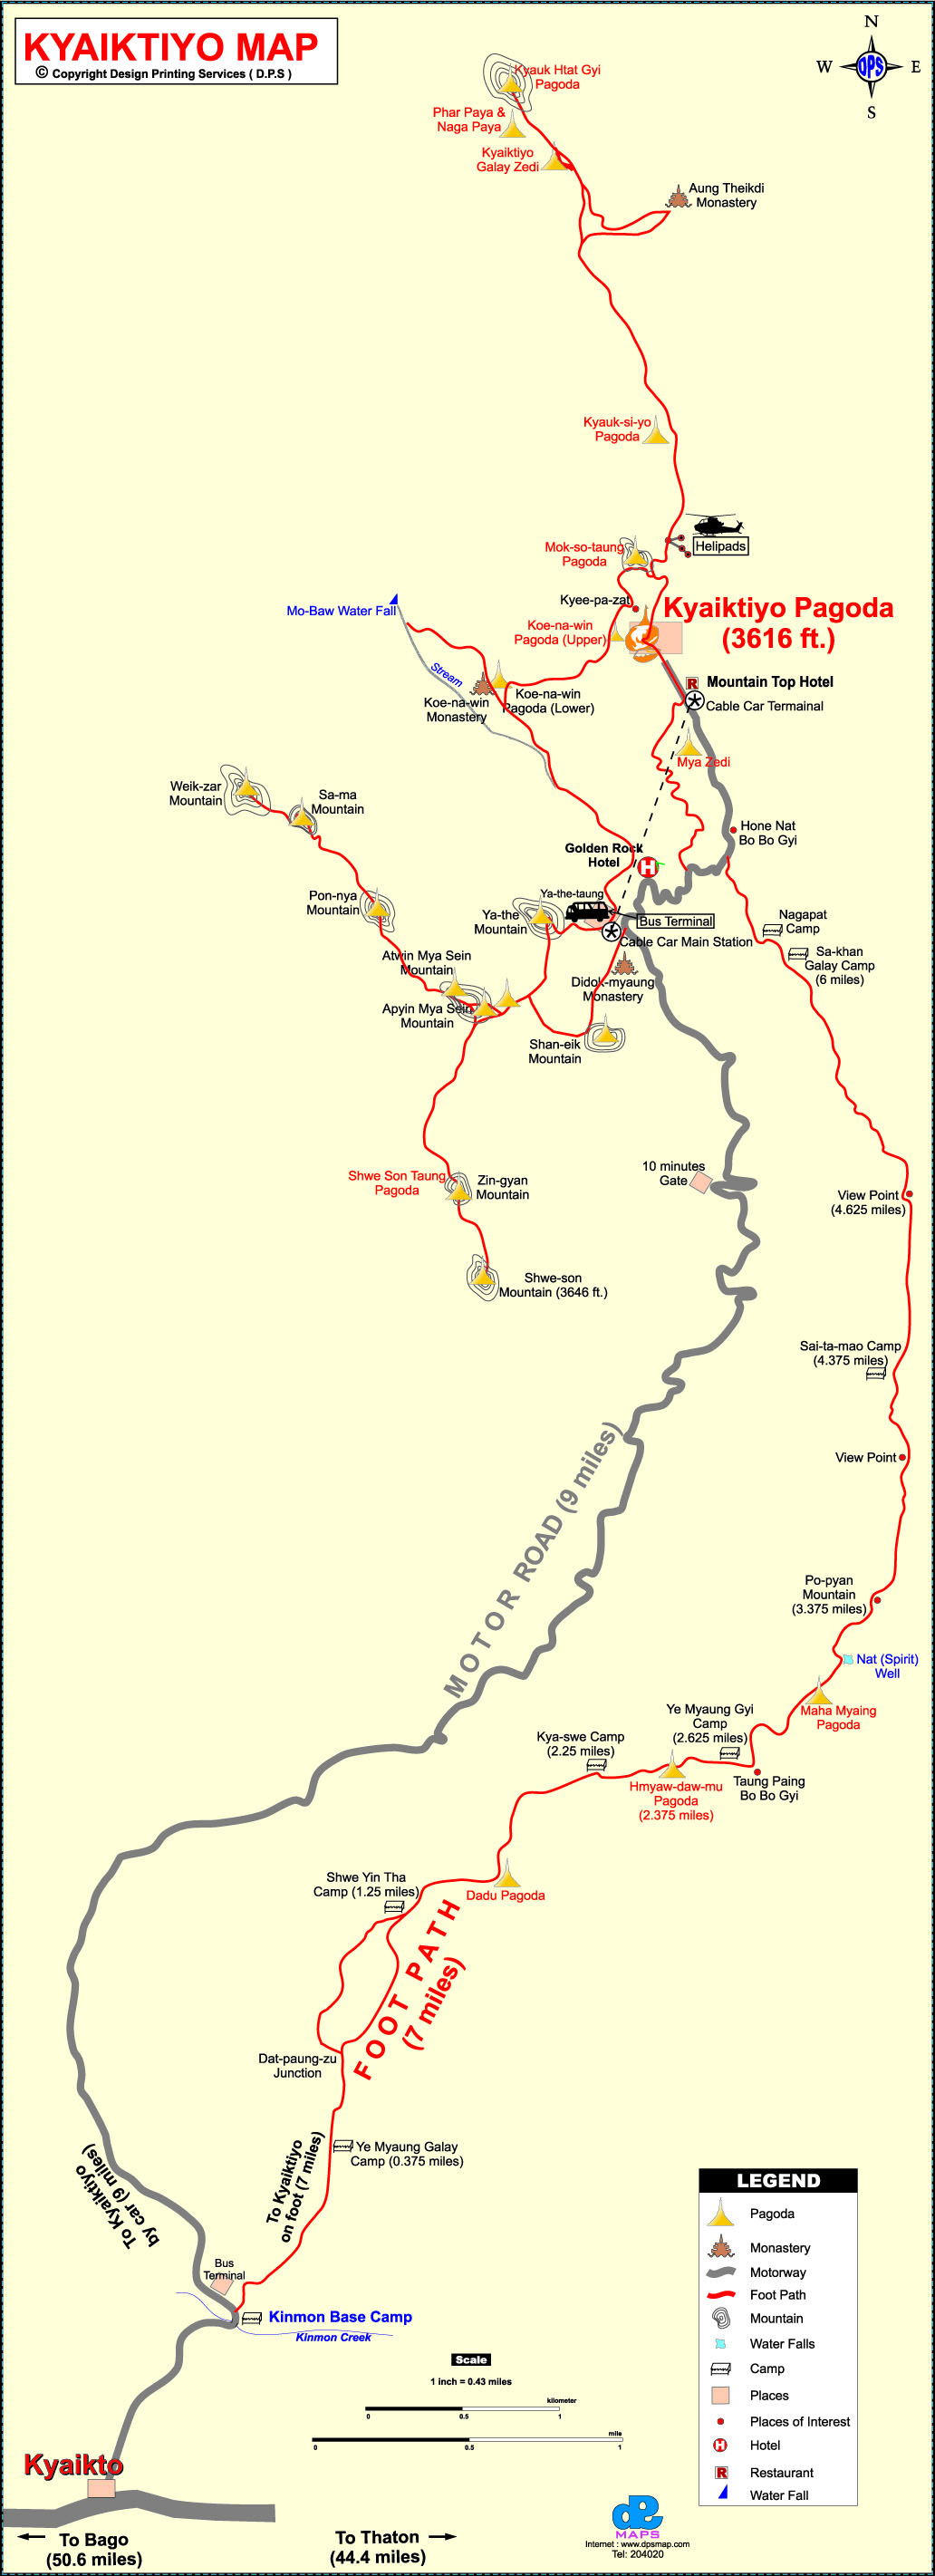 KYAIKTIYO MAP
© Copyright Design Printing Services ( D.P.S )
N
W
DPS
E
S
Kyauk Htat Gyi
Pagoda
Phar Paya &
Naga Paya
Kyaiktiyo
Galay Zedi
Aung Theikdi
Monastery
Kyauk-si-yo
Pagoda
Helipads
Mok-so-taung
Pagoda
Kyee-pa-zat
Kyaiktiyo Pagoda
(3616 ft.)
Mo-Baw Water Fall
Koe-na-win
Pagoda (Upper)
Stream
Koe-na-win
Monastery
Koe-na-win
Pagoda (Lower)
R
Mountain Top Hotel
Cable Car Termainal
Mya Zedi
Weik-zar
Mountain
Sa-ma
Mountain
Hone Nat
Bo Bo Gyi
Golden Rock
Hotel
H
Pon-nya
Mountain
Ya-the-taung
Ya-the
Mountain
Bus Terminal
Cable Car Main Station
Nagapat
Camp
Sa-khan
Galay Camp
(6 miles)
Atwin Mya Sein
Mountain
Didok-myaung
Monastery
Apyin Mya Sein
Mountain
Shan-eik
Mountain
10 minutes
Gate
Shwe Son Taung
Pagoda
Zin-gyan
Mountain
View Point
(4.625 miles)
Shwe-son
Mountain (3646 ft.)
Sai-ta-mao Camp
(4.375 miles)
MOTOR ROAD (9 miles)
View Point
Po-pyan
Mountain
(3.375 miles)
Nat (Spirit)
Well
Maha Myaing
Pagoda
Ye Myaung Gyi
Camp
(2.625 miles)
Kya-swe Camp
(2.25 miles)
Taung Paing
Bo Bo Gyi
Hmyaw-daw-mu
Pagoda
(2.375 miles)
Shwe Yin Tha
Camp (1.25 miles)
Dadu Pagoda
FOOT PATH
(7 miles)
Dat-paung-zu
Junction
Ye Myaung Galay
Camp (0.375 miles)
To Kyaiktiyo
on foot (7 miles)
To Kyaiktiyo
by car (9 miles)
Bus
Terminal
Kinmon Base Camp
Kinmon Creek
LEGEND
Pagoda
Monastery
Motorway
Foot Path
Mountain
Water Falls
Camp
Places
Places of Interest
H Hotel
R Restaurant
Water Fall
Scale
1 inch = 0.43 miles
kilometer
0 0.5 1
mile
0 0.5 1
Kyaikto
To Bago
(50.6 miles)
To Thaton
(44.4 miles)
MAPS
Internet : www.dpsmap.com
Tel: 204020